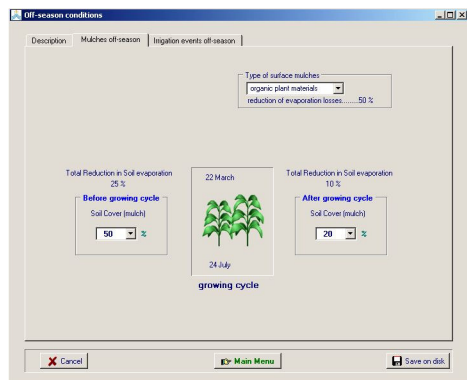 Off-season conditions
Description Mulches off-season Irrigation events off-season
Type of surface mulches
organic plant materials
reduction of evaporation losses........50 %
Total Reduction in Soil evaporation
25 %
Before growing cycle
Soil Cover (mulch)
50 %
22 March
24 July
growing cycle
Total Reduction in Soil evaporation
10 %
After growing cycle
Soil Cover (mulch)
20 %
Cancel Main Menu Save on disk